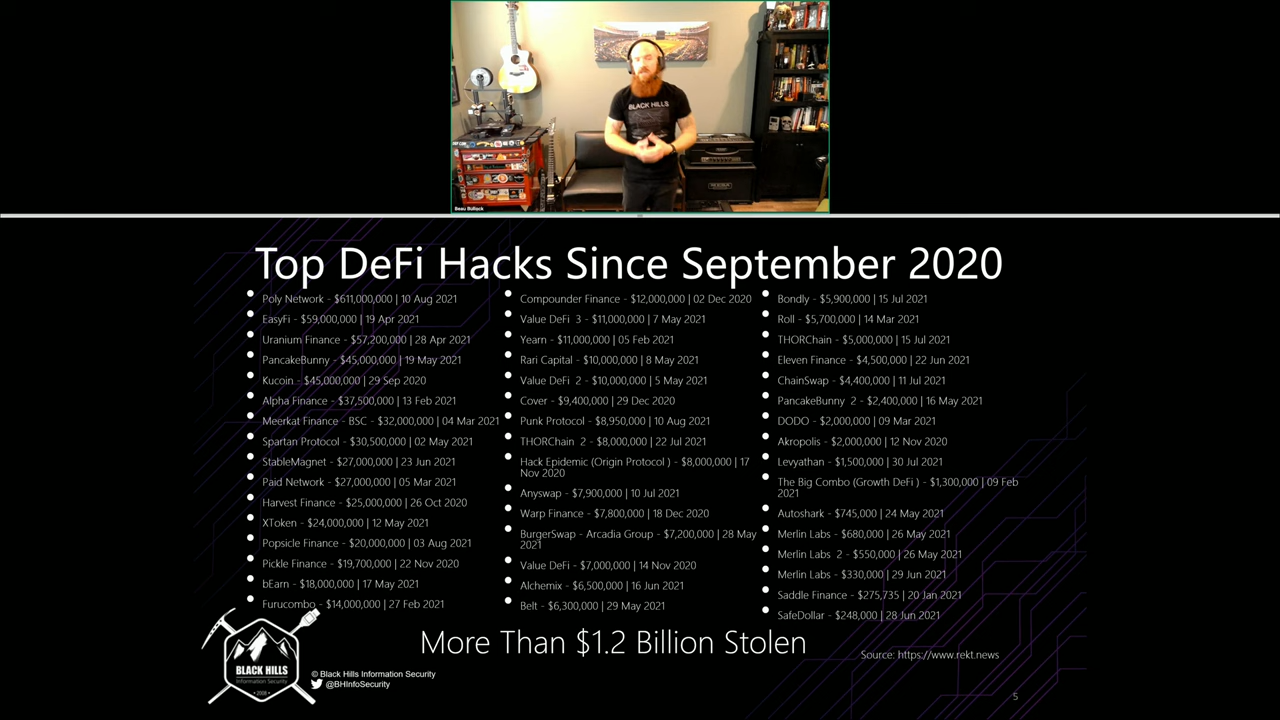 BLACK HILLS
Beau Bullock
Top DeFi Hacks Since September 2020
Poly Network - $611,000,000 | 10 Aug 2021
EasyFi - $59,000,000 | 19 Apr 2021
Uranium Finance - $57,200,000 | 28 Apr 2021
PancakeBunny - $45,000,000 | 19 May 2021
Kucoin - $45,000,000 | 29 Sep 2020
Alpha Finance - $37,500,000 | 13 Feb 2021
Meerkat Finance - BSC - $32,000,000 | 04 Mar 2021
Spartan Protocol - $30,500,000 | 02 May 2021
StableMagnet - $27,000,000 | 23 Jun 2021
Paid Network - $27,000,000 | 05 Mar 2021
Harvest Finance - $25,000,000 | 26 Oct 2020
XToken - $24,000,000 | 12 May 2021
Popsicle Finance - $20,000,000 | 03 Aug 2021
Pickle Finance - $19,700,000 | 22 Nov 2020
bEarn - $18,000,000 | 17 May 2021
Furucombo - $14,000,000 | 27 Feb 2021
Compounder Finance - $12,000,000 | 02 Dec 2020
Value DeFi 3 - $11,000,000 | 7 May 2021
Yearn - $11,000,000 | 05 Feb 2021
Rari Capital - $10,000,000 | 8 May 2021
Value DeFi 2 - $10,000,000 | 5 May 2021
Cover - $9,400,000 | 29 Dec 2020
Punk Protocol - $8,950,000 | 10 Aug 2021
THORChain 2 - $8,000,000 | 22 Jul 2021
Hack Epidemic (Origin Protocol ) - $8,000,000 | 17
Nov 2020
Anyswap - $7,900,000 | 10 Jul 2021
Warp Finance - $7,800,000 | 18 Dec 2020
BurgerSwap - Arcadia Group - $7,200,000 | 28 May
2021
Value DeFi - $7,000,000 | 14 Nov 2020
Alchemix - $6,500,000 | 16 Jun 2021
Belt - $6,300,000 | 29 May 2021
Bondly - $5,900,000 | 15 Jul 2021
Roll - $5,700,000 | 14 Mar 2021
THORChain - $5,000,000 | 15 Jul 2021
Eleven Finance - $4,500,000 | 22 Jun 2021
ChainSwap - $4,400,000 | 11 Jul 2021
PancakeBunny 2 - $2,400,000 | 16 May 2021
DODO - $2,000,000 | 09 Mar 2021
Akropolis - $2,000,000 | 12 Nov 2020
Levyathan - $1,500,000 | 30 Jul 2021
The Big Combo (Growth DeFi ) - $1,300,000 | 09 Feb
2021
Autoshark - $745,000 | 24 May 2021
Merlin Labs - $680,000 | 26 May 2021
Merlin Labs 2 - $550,000 | 26 May 2021
Merlin Labs - $330,000 | 29 Jun 2021
Saddle Finance - $275,735 | 20 Jan 2021
SafeDollar - $248,000 | 28 Jun 2021
More Than $1.2 Billion Stolen
Source: https://www.rekt.news
BLACK HILLS
Information Security
• 2008 •
© Black Hills Information Security
@BHInfoSecurity
5